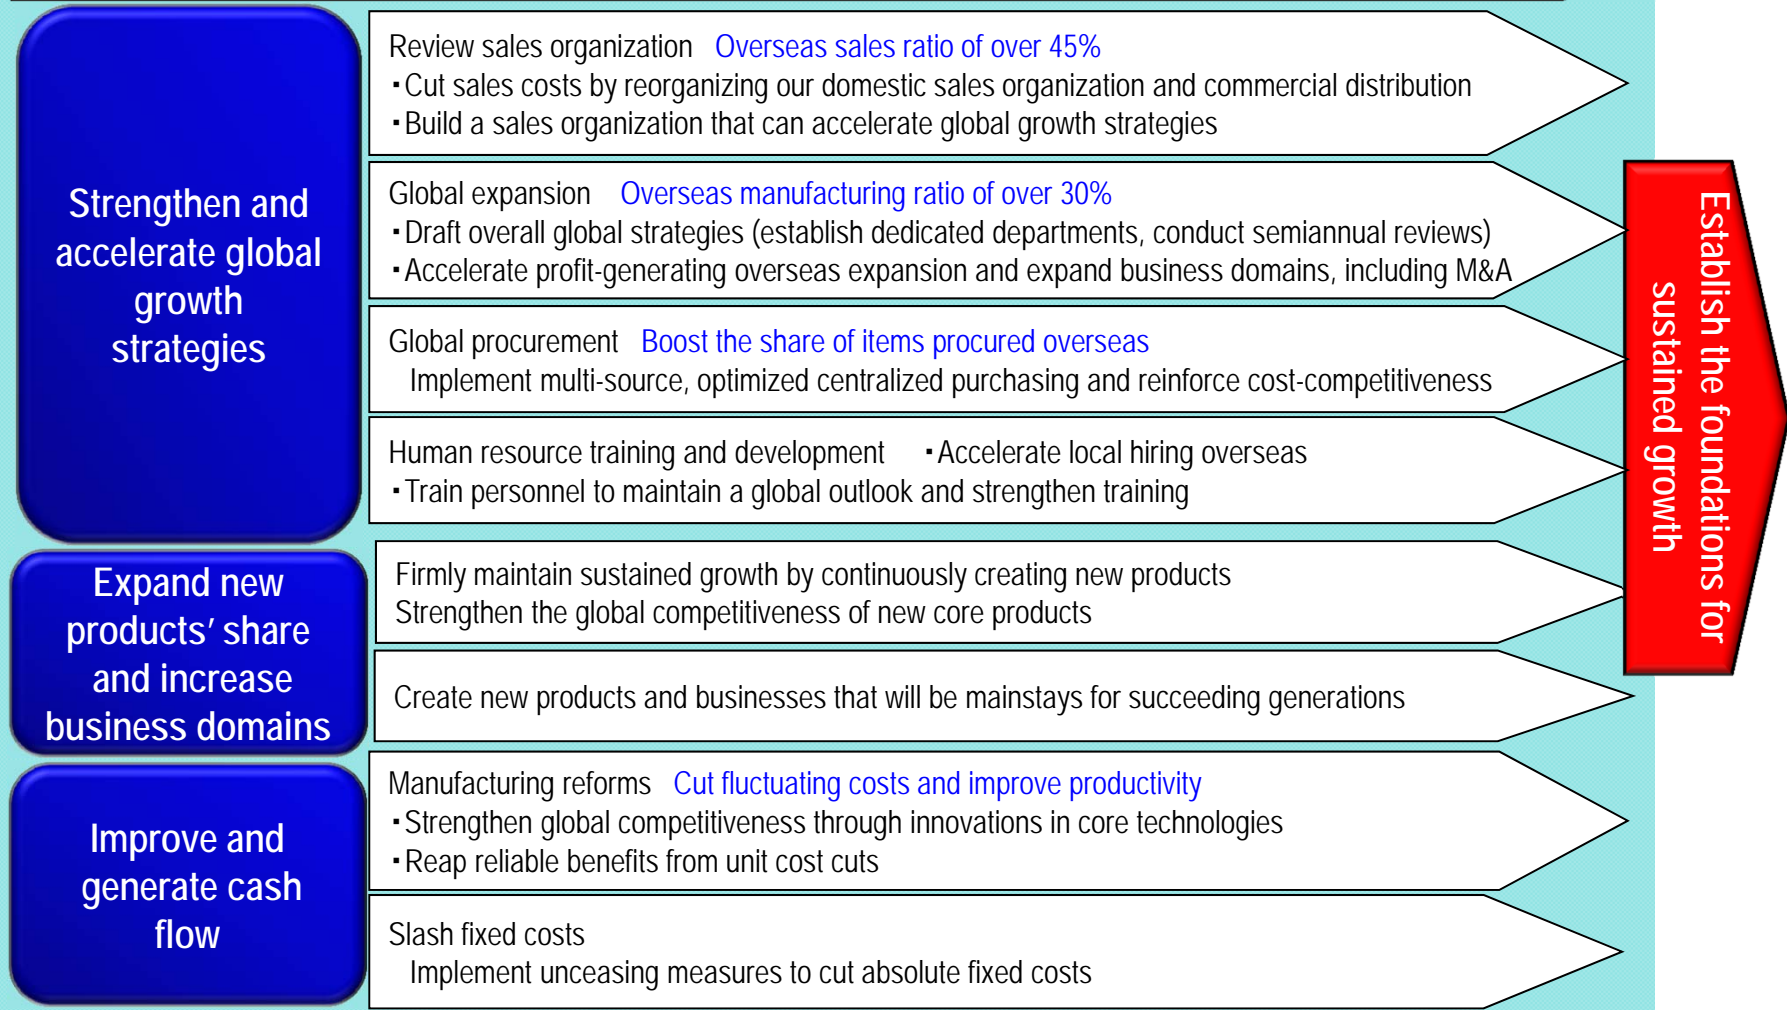 Strengthen and
accelerate global
growth
strategies
Review sales organization Overseas sales ratio of over 45%
・Cut sales costs by reorganizing our domestic sales organization and commercial distribution
・Build a sales organization that can accelerate global growth strategies
Global expansion Overseas manufacturing ratio of over 30%
・Draft overall global strategies (establish dedicated departments, conduct semiannual reviews)
・Accelerate profit-generating overseas expansion and expand business domains, including M&A
Global procurement Boost the share of items procured overseas
Implement multi-source, optimized centralized purchasing and reinforce cost-competitiveness
Human resource training and development ・Accelerate local hiring overseas
・Train personnel to maintain a global outlook and strengthen training
Expand new
products’ share
and increase
business domains
Firmly maintain sustained growth by continuously creating new products
Strengthen the global competitiveness of new core products
Create new products and businesses that will be mainstays for succeeding generations
Improve and
generate cash
flow
Manufacturing reforms Cut fluctuating costs and improve productivity
・Strengthen global competitiveness through innovations in core technologies
・Reap reliable benefits from unit cost cuts
Slash fixed costs
Implement unceasing measures to cut absolute fixed costs
Establish the foundations for
sustained growth